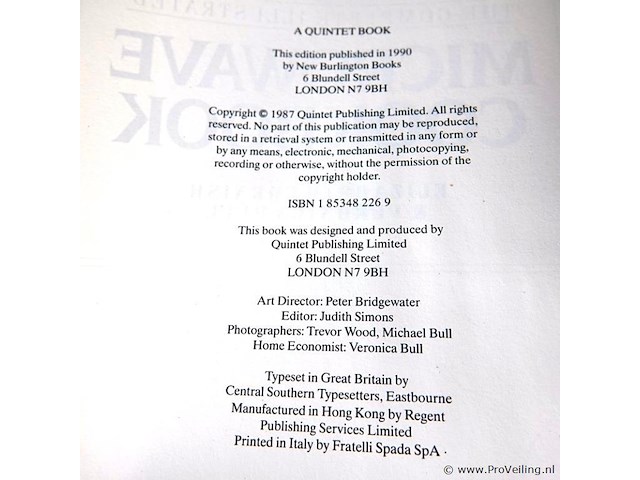 A QUINTET BOOK
This edition published in 1990
by New Burlington Books
6 Blundell Street
LONDON N7 9BH
Copyright © 1987 Quintet Publishing Limited. All rights
reserved. No part of this publication may be reproduced,
stored in a retrieval system or transmitted in any form or
by any means, electronic, mechanical, photocopying,
recording or otherwise, without the permission of the
copyright holder.
ISBN 1 85348 226 9
This book was designed and produced by
Quintet Publishing Limited
6 Blundell Street
LONDON N7 9BH
Art Director: Peter Bridgewater
Editor: Judith Simons
Photographers: Trevor Wood, Michael Bull
Home Economist: Veronica Bull
Typeset in Great Britain by
Central Southern Typesetters, Eastbourne
Manufactured in Hong Kong by Regent
Publishing Services Limited
Printed in Italy by Fratelli Spada SpA .
© www.ProVeiling.nl